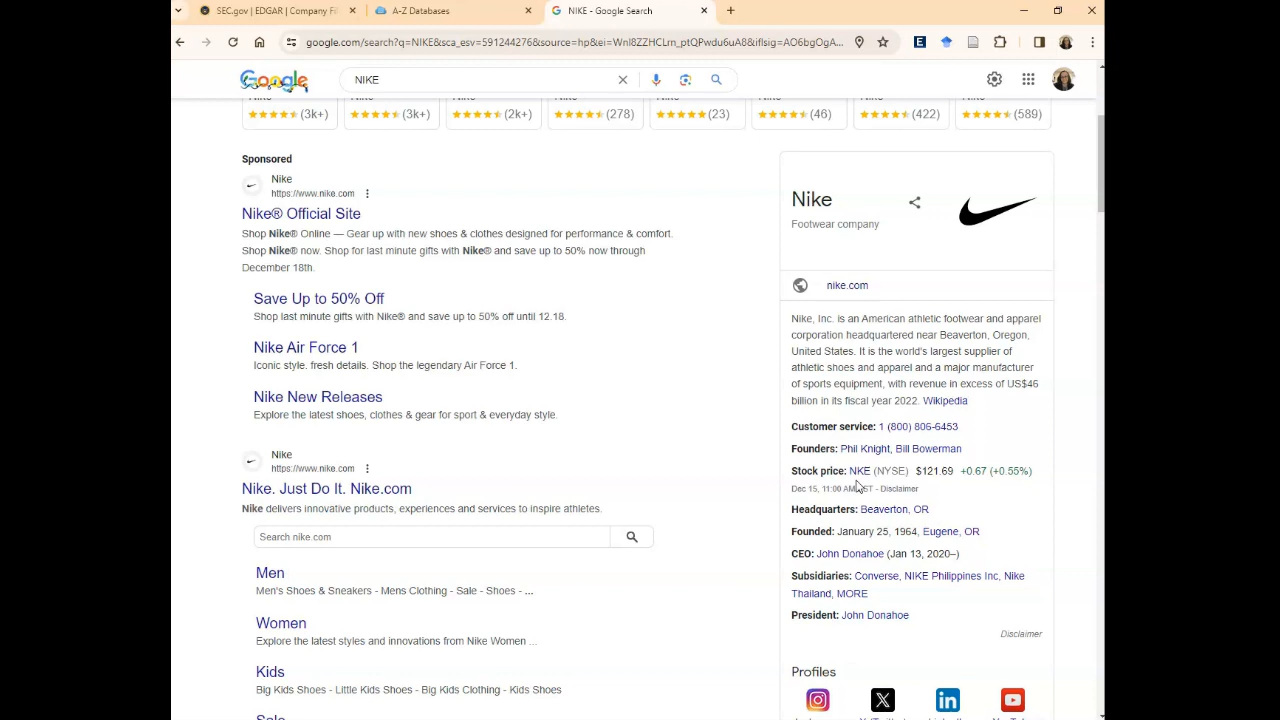 SEC.gov | EDGAR | Company Fi
A-Z Databases
NIKE - Google Search
google.com/search?q=NIKE&sca_esv=591244276&source=hp&ei=WnI8ZZHCLrn_ptQPwdu6uA8&iflsig=AO6bgOgA...
Google
NIKE
(3k+)
(3k+)
(2k+)
(278)
(23)
(46)
(422)
(589)
Sponsored
Nike
https://www.nike.com
Nike® Official Site
Shop Nike® Online — Gear up with new shoes & clothes designed for performance & comfort.
Shop Nike® now. Shop for last minute gifts with Nike® and save up to 50% now through
December 18th.
Save Up to 50% Off
Shop last minute gifts with Nike® and save up to 50% off until 12.18.
Nike Air Force 1
Iconic style. fresh details. Shop the legendary Air Force 1.
Nike New Releases
Explore the latest shoes, clothes & gear for sport & everyday style.
Nike
https://www.nike.com
Nike. Just Do It. Nike.com
Nike delivers innovative products, experiences and services to inspire athletes.
Search nike.com
Men
Men's Shoes & Sneakers - Mens Clothing - Sale - Shoes - ...
Women
Explore the latest styles and innovations from Nike Women ...
Kids
Big Kids Shoes - Little Kids Shoes - Big Kids Clothing - Kids Shoes
Nike
Footwear company
nike.com
Nike, Inc. is an American athletic footwear and apparel
corporation headquartered near Beaverton, Oregon,
United States. It is the world's largest supplier of
athletic shoes and apparel and a major manufacturer
of sports equipment, with revenue in excess of US$46
billion in its fiscal year 2022. Wikipedia
Customer service: 1 (800) 806-6453
Founders: Phil Knight, Bill Bowerman
Stock price: NKE (NYSE) $121.69 +0.67 (+0.55%)
Dec 15, 11:00 AM - Disclaimer
Headquarters: Beaverton, OR
Founded: January 25, 1964, Eugene, OR
CEO: John Donahoe (Jan 13, 2020–)
Subsidiaries: Converse, NIKE Philippines Inc, Nike
Thailand, MORE
President: John Donahoe
Disclaimer
Profiles